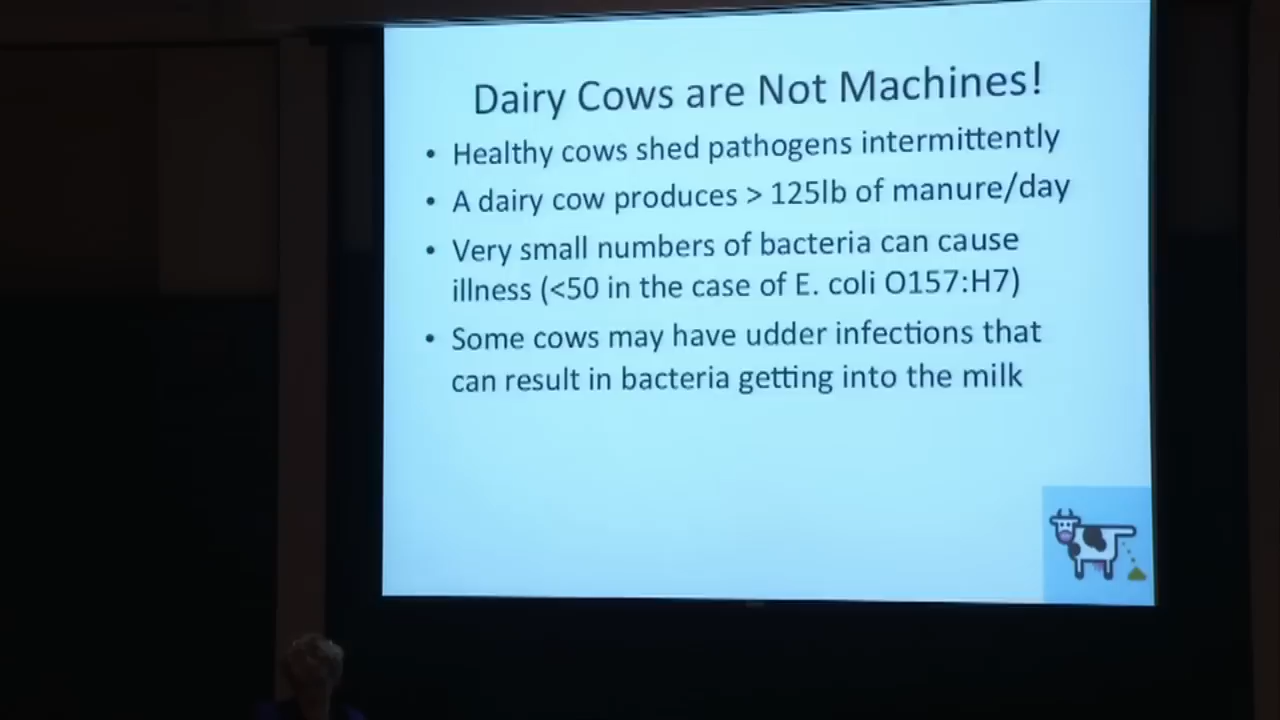 Dairy Cows are Not Machines!
• Healthy cows shed pathogens intermittently
• A dairy cow produces > 125lb of manure/day
• Very small numbers of bacteria can cause
illness (<50 in the case of E. coli O157:H7)
• Some cows may have udder infections that
can result in bacteria getting into the milk